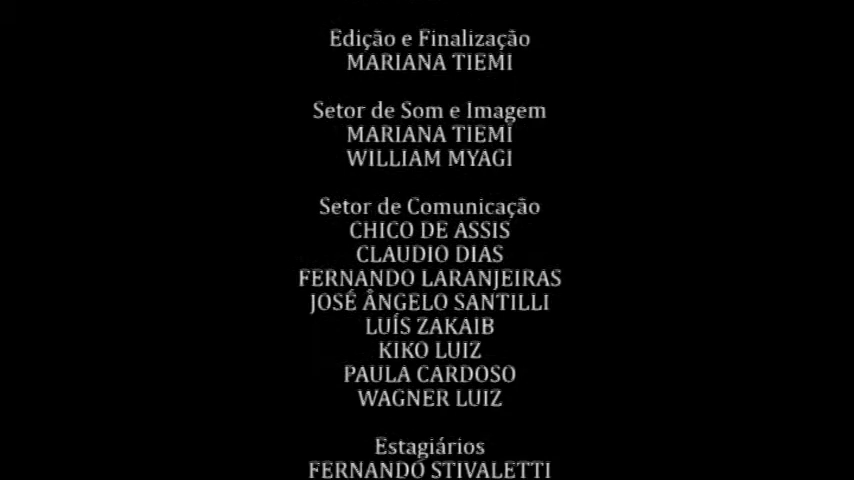 Edição e Finalização
MARIANA TIEMI
Setor de Som e Imagem
MARIANA TIEMI
WILLIAM MYAGI
Setor de Comunicação
CHICO DE ASSIS
CLAUDIO DIAS
FERNANDO LARANJEIRAS
JOSÉ ÂNGELO SANTILLI
LUÍS ZAKAIB
KIKO LUIZ
PAULA CARDOSO
WAGNER LUIZ
Estagiários
FERNANDO STIVALETTI